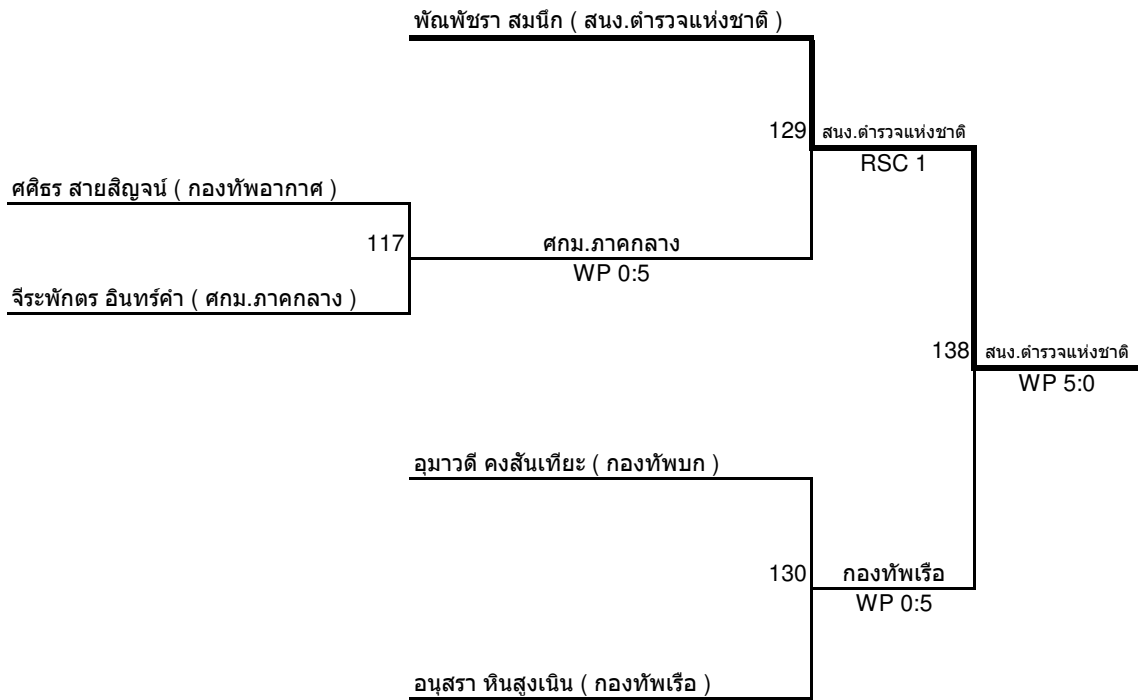 พัณพัชรา สมนึก ( สนง.ตำรวจแห่งชาติ )
129 สนง.ตำรวจแห่งชาติ
RSC 1
ศศิธร สายสิญจน์ ( กองทัพอากาศ )
117 ศกม.ภาคกลาง
WP 0:5
จีระพักตร อินทร์คำ ( ศกม.ภาคกลาง )
138 สนง.ตำรวจแห่งชาติ
WP 5:0
อุมาวดี คงสันเทียะ ( กองทัพบก )
130 กองทัพเรือ
WP 0:5
อนุสรา หินสูงเนิน ( กองทัพเรือ )